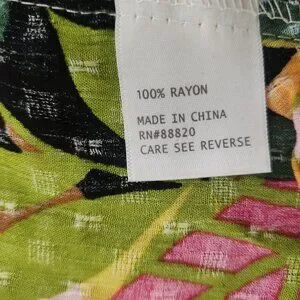 100% RAYON
MADE IN CHINA
RN#88820
CARE SEE REVERSE